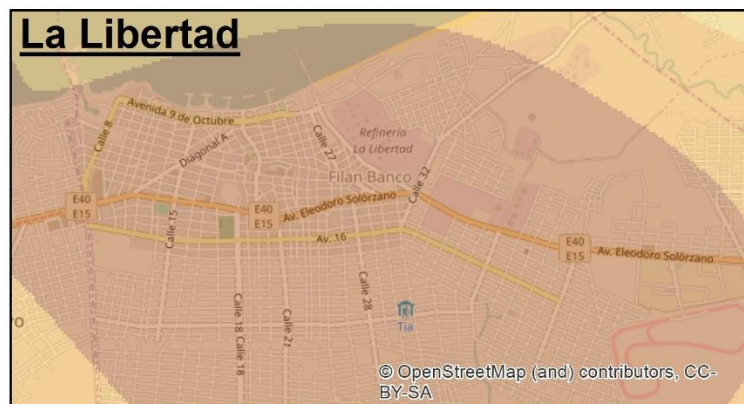 La Libertad
Avenida 9 de Octubre
Calle 8
Diagonal A
Calle 27
Refinería
La Libertad
Filan Banco
Calle 32
E40
E15
Calle 15
E40
E15
Av. Eleodoro Solórzano
Av. 16
E40
E15
Av. Eleodoro Solórzano
Calle 28
Calle 18
Calle 18
Calle 21
Tía
VO
© OpenStreetMap (and) contributors, CC-
BY-SA